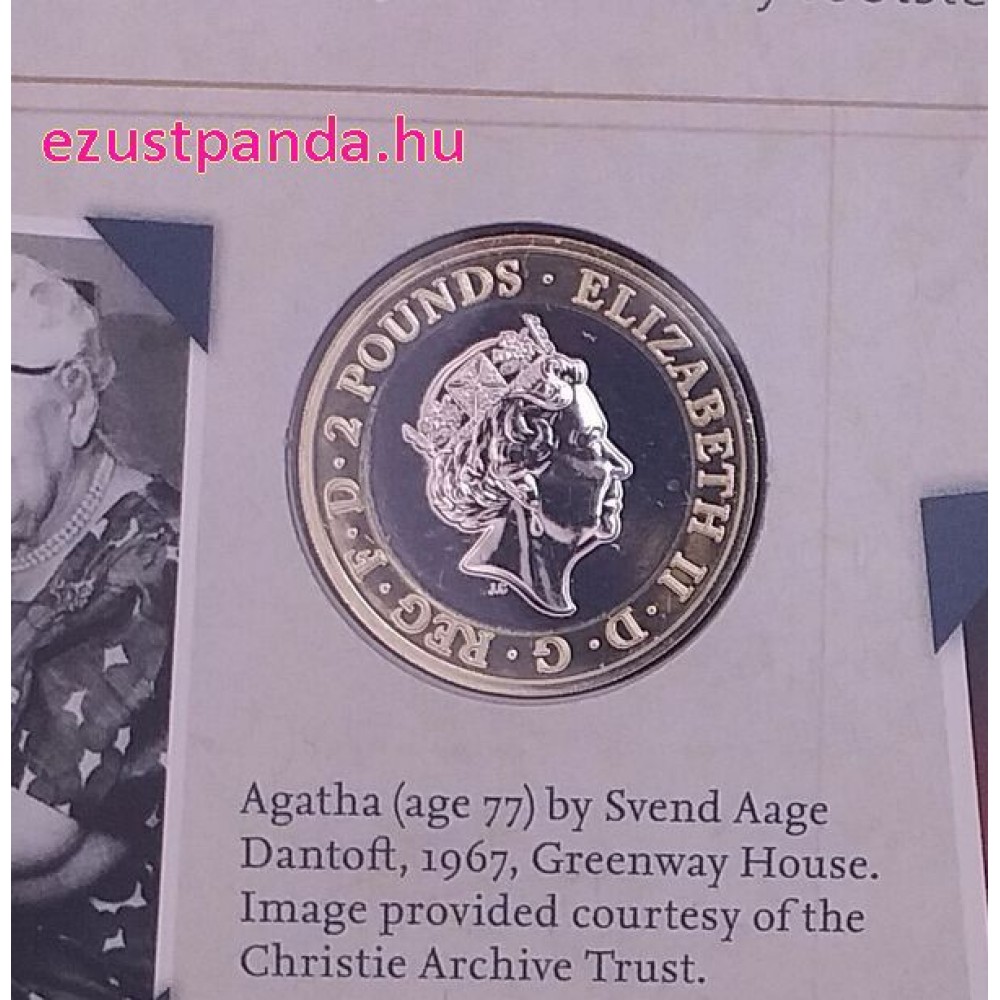 ezustpanda.hu
ELIZABETH II · D · G · REG · F · D · 2 POUNDS ·
J.C
Agatha (age 77) by Svend Aage
Dantoft, 1967, Greenway House.
Image provided courtesy of the
Christie Archive Trust.